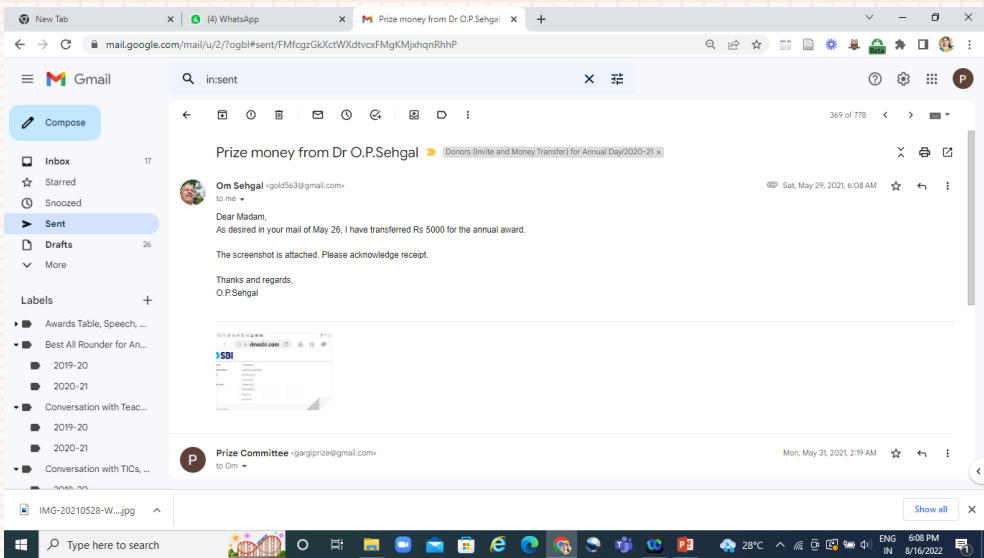 New Tab
(4) WhatsApp
Prize money from Dr O.P.Sehgal
mail.google.com/mail/u/2/?ogbl#sent/FMfcgzGkXctWXdtvcxFMgKMjxhqnRhhP
Beta
Gmail
in:sent
P
Compose
369 of 778
Prize money from Dr O.P.Sehgal
Donors (Invite and Money Transfer) for Annual Day/2020-21 x
Inbox 17
Starred
Snoozed
Sent
Drafts 26
More
Om Sehgal <gold563@gmail.com>
Sat, May 29, 2021, 6:08 AM
to me
Dear Madam,
As desired in your mail of May 26, I have transferred Rs 5000 for the annual award.
The screenshot is attached. Please acknowledge receipt.
Thanks and regards,
O.P.Sehgal
SBI
Labels
Awards Table, Speech, ...
Best All Rounder for An...
2019-20
2020-21
Conversation with Teac...
2019-20
2020-21
Conversation with TICs, ...
P
Prize Committee <gargiprize@gmail.com>
Mon, May 31, 2021, 2:19 AM
to Om
IMG-20210528-W....jpg
Show all
Type here to search
28°C
ENG
IN
6:08 PM
8/16/2022